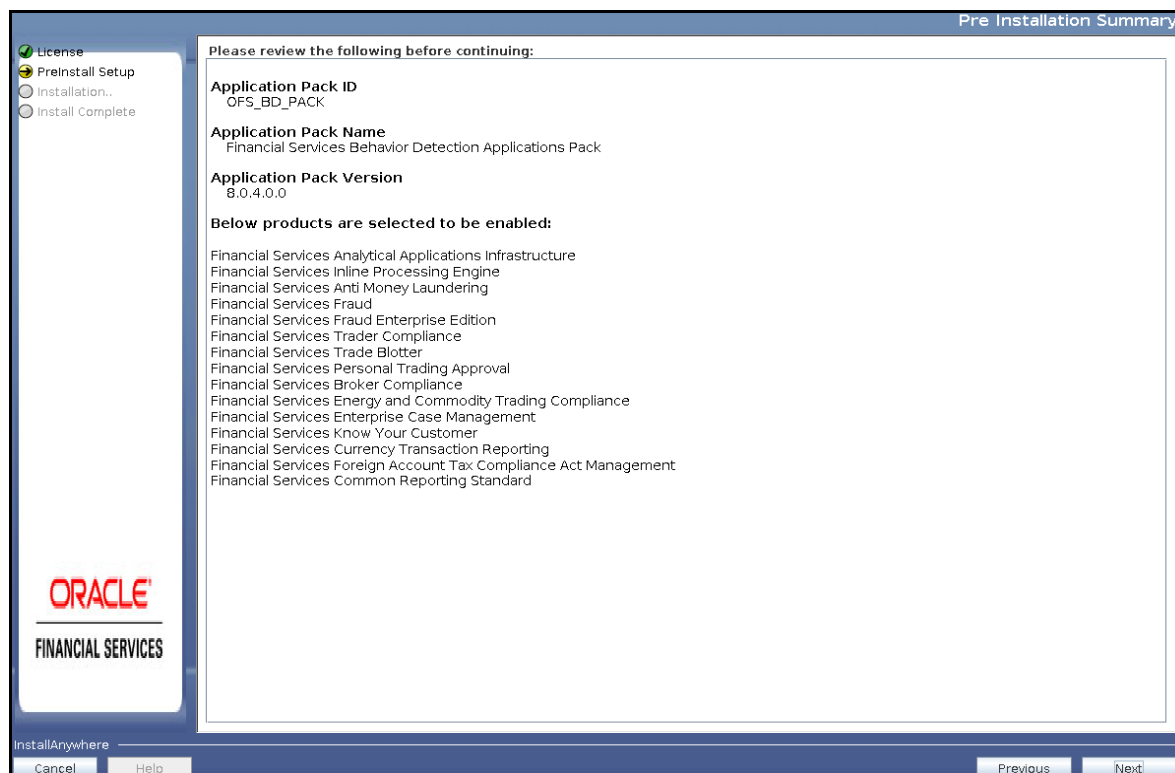 Pre Installation Summary
License
PreInstall Setup
Installation..
Install Complete
Please review the following before continuing:
Application Pack ID
OFS_BD_PACK
Application Pack Name
Financial Services Behavior Detection Applications Pack
Application Pack Version
8.0.4.0.0
Below products are selected to be enabled:
Financial Services Analytical Applications Infrastructure
Financial Services Inline Processing Engine
Financial Services Anti Money Laundering
Financial Services Fraud
Financial Services Fraud Enterprise Edition
Financial Services Trader Compliance
Financial Services Trade Blotter
Financial Services Personal Trading Approval
Financial Services Broker Compliance
Financial Services Energy and Commodity Trading Compliance
Financial Services Enterprise Case Management
Financial Services Know Your Customer
Financial Services Currency Transaction Reporting
Financial Services Foreign Account Tax Compliance Act Management
Financial Services Common Reporting Standard
ORACLE
FINANCIAL SERVICES
InstallAnywhere
Cancel
Help
Previous
Next